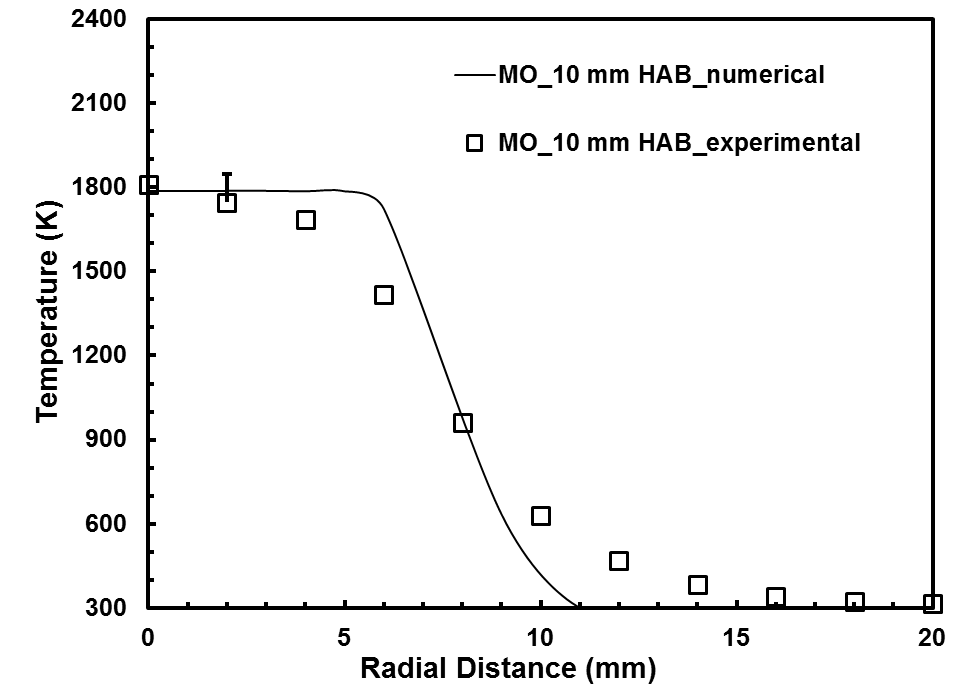 2400
2100
1800
1500
1200
900
600
300
Temperature (K)
MO_10 mm HAB_numerical
MO_10 mm HAB_experimental
0 5 10 15 20
Radial Distance (mm)